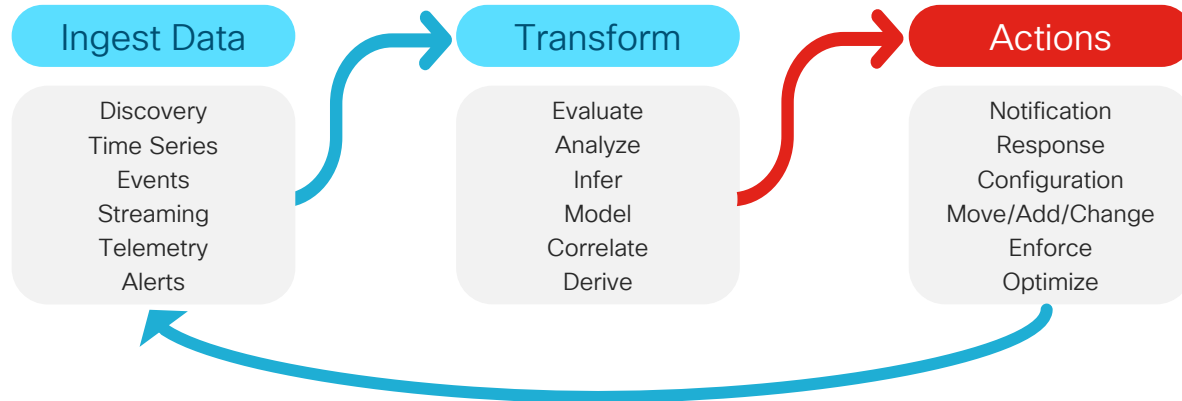 Ingest Data
Discovery
Time Series
Events
Streaming
Telemetry
Alerts
Transform
Evaluate
Analyze
Infer
Model
Correlate
Derive
Actions
Notification
Response
Configuration
Move/Add/Change
Enforce
Optimize